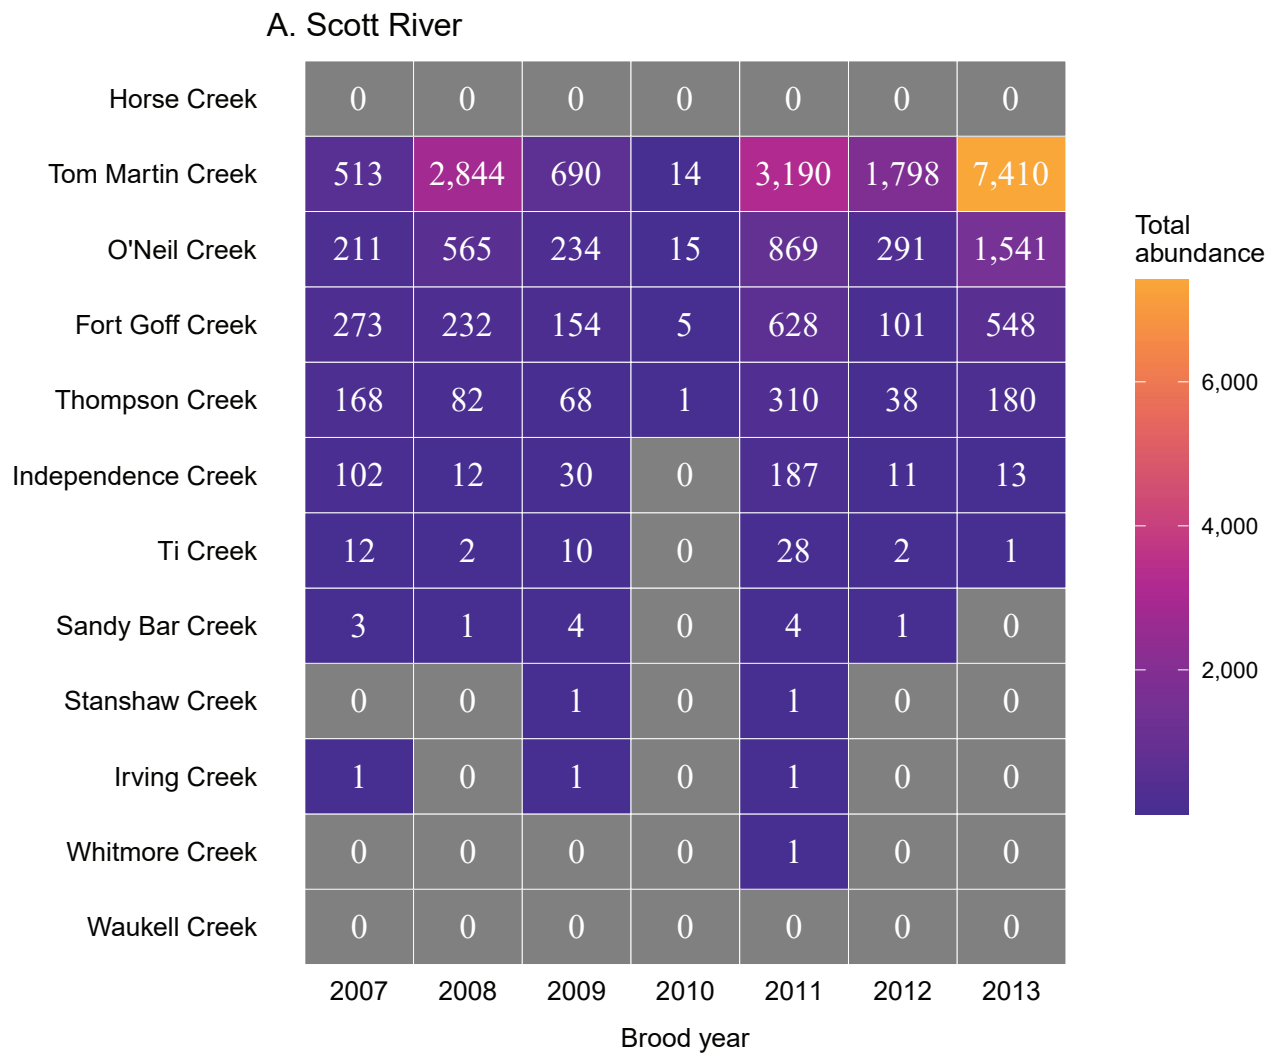 A. Scott River
Horse Creek 0 0 0 0 0 0 0
Tom Martin Creek 513 2,844 690 14 3,190 1,798 7,410
O'Neil Creek 211 565 234 15 869 291 1,541
Fort Goff Creek 273 232 154 5 628 101 548
Thompson Creek 168 82 68 1 310 38 180
Independence Creek 102 12 30 0 187 11 13
Ti Creek 12 2 10 0 28 2 1
Sandy Bar Creek 3 1 4 0 4 1 0
Stanshaw Creek 0 0 1 0 1 0 0
Irving Creek 1 0 1 0 1 0 0
Whitmore Creek 0 0 0 0 1 0 0
Waukell Creek 0 0 0 0 0 0 0
2007 2008 2009 2010 2011 2012 2013
Brood year
Total
abundance
6,000
4,000
2,000